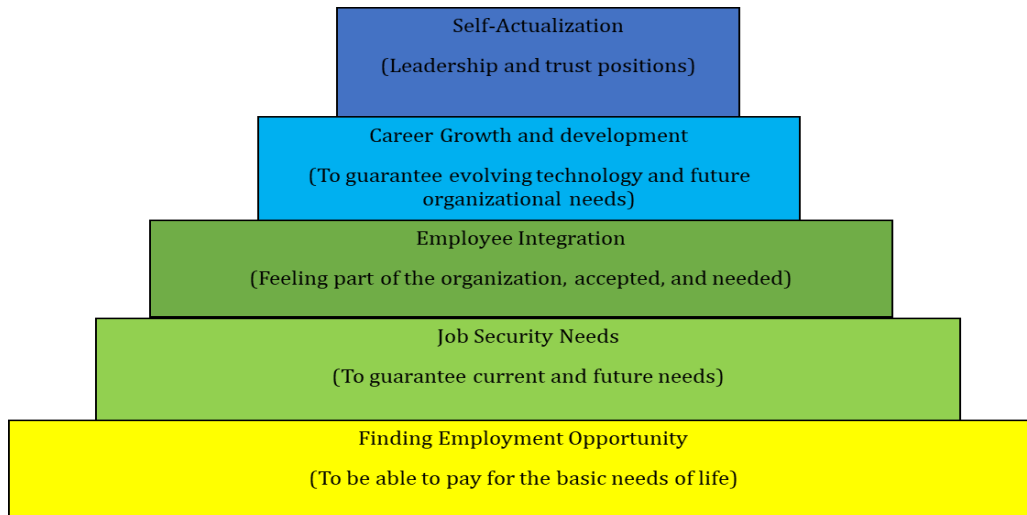 Self-Actualization
(Leadership and trust positions)
Career Growth and development
(To guarantee evolving technology and future
organizational needs)
Employee Integration
(Feeling part of the organization, accepted, and needed)
Job Security Needs
(To guarantee current and future needs)
Finding Employment Opportunity
(To be able to pay for the basic needs of life)